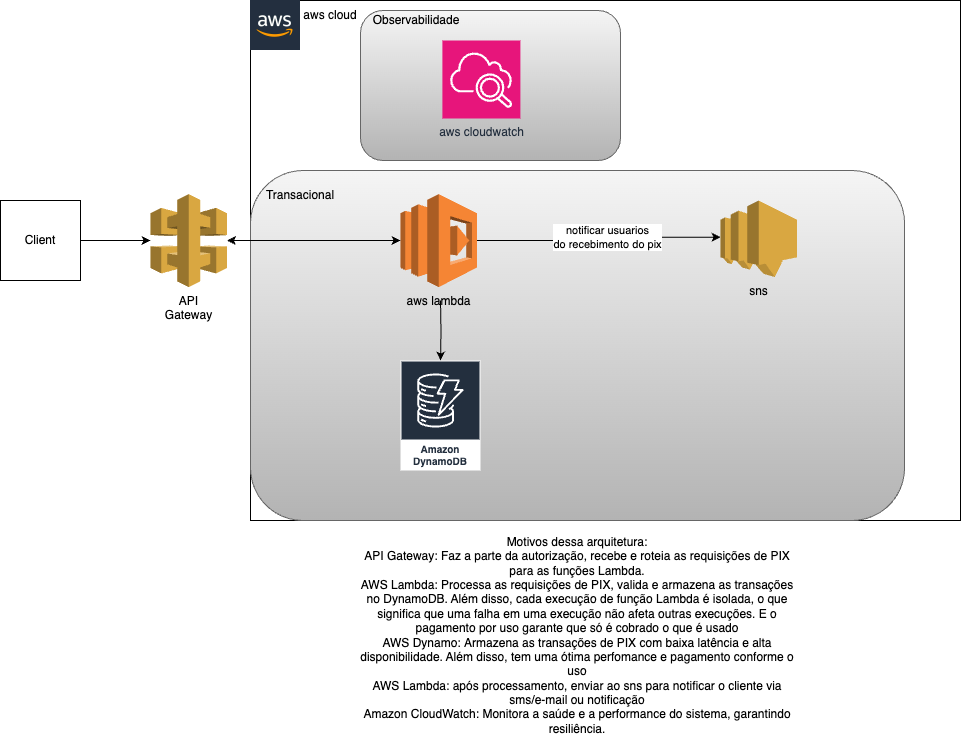 aws
aws cloud
Observabilidade
aws cloudwatch
Transacional
Client
API
Gateway
aws lambda
notificar usuarios
do recebimento do pix
sns
Amazon
DynamoDB
Motivos dessa arquitetura:
API Gateway: Faz a parte da autorização, recebe e roteia as requisições de PIX
para as funções Lambda.
AWS Lambda: Processa as requisições de PIX, valida e armazena as transações
no DynamoDB. Além disso, cada execução de função Lambda é isolada, o que
significa que uma falha em uma execução não afeta outras execuções. E o
pagamento por uso garante que só é cobrado o que é usado
AWS Dynamo: Armazena as transações de PIX com baixa latência e alta
disponibilidade. Além disso, tem uma ótima perfomance e pagamento conforme o
uso
AWS Lambda: após processamento, enviar ao sns para notificar o cliente via
sms/e-mail ou notificação
Amazon CloudWatch: Monitora a saúde e a performance do sistema, garantindo
resiliência.